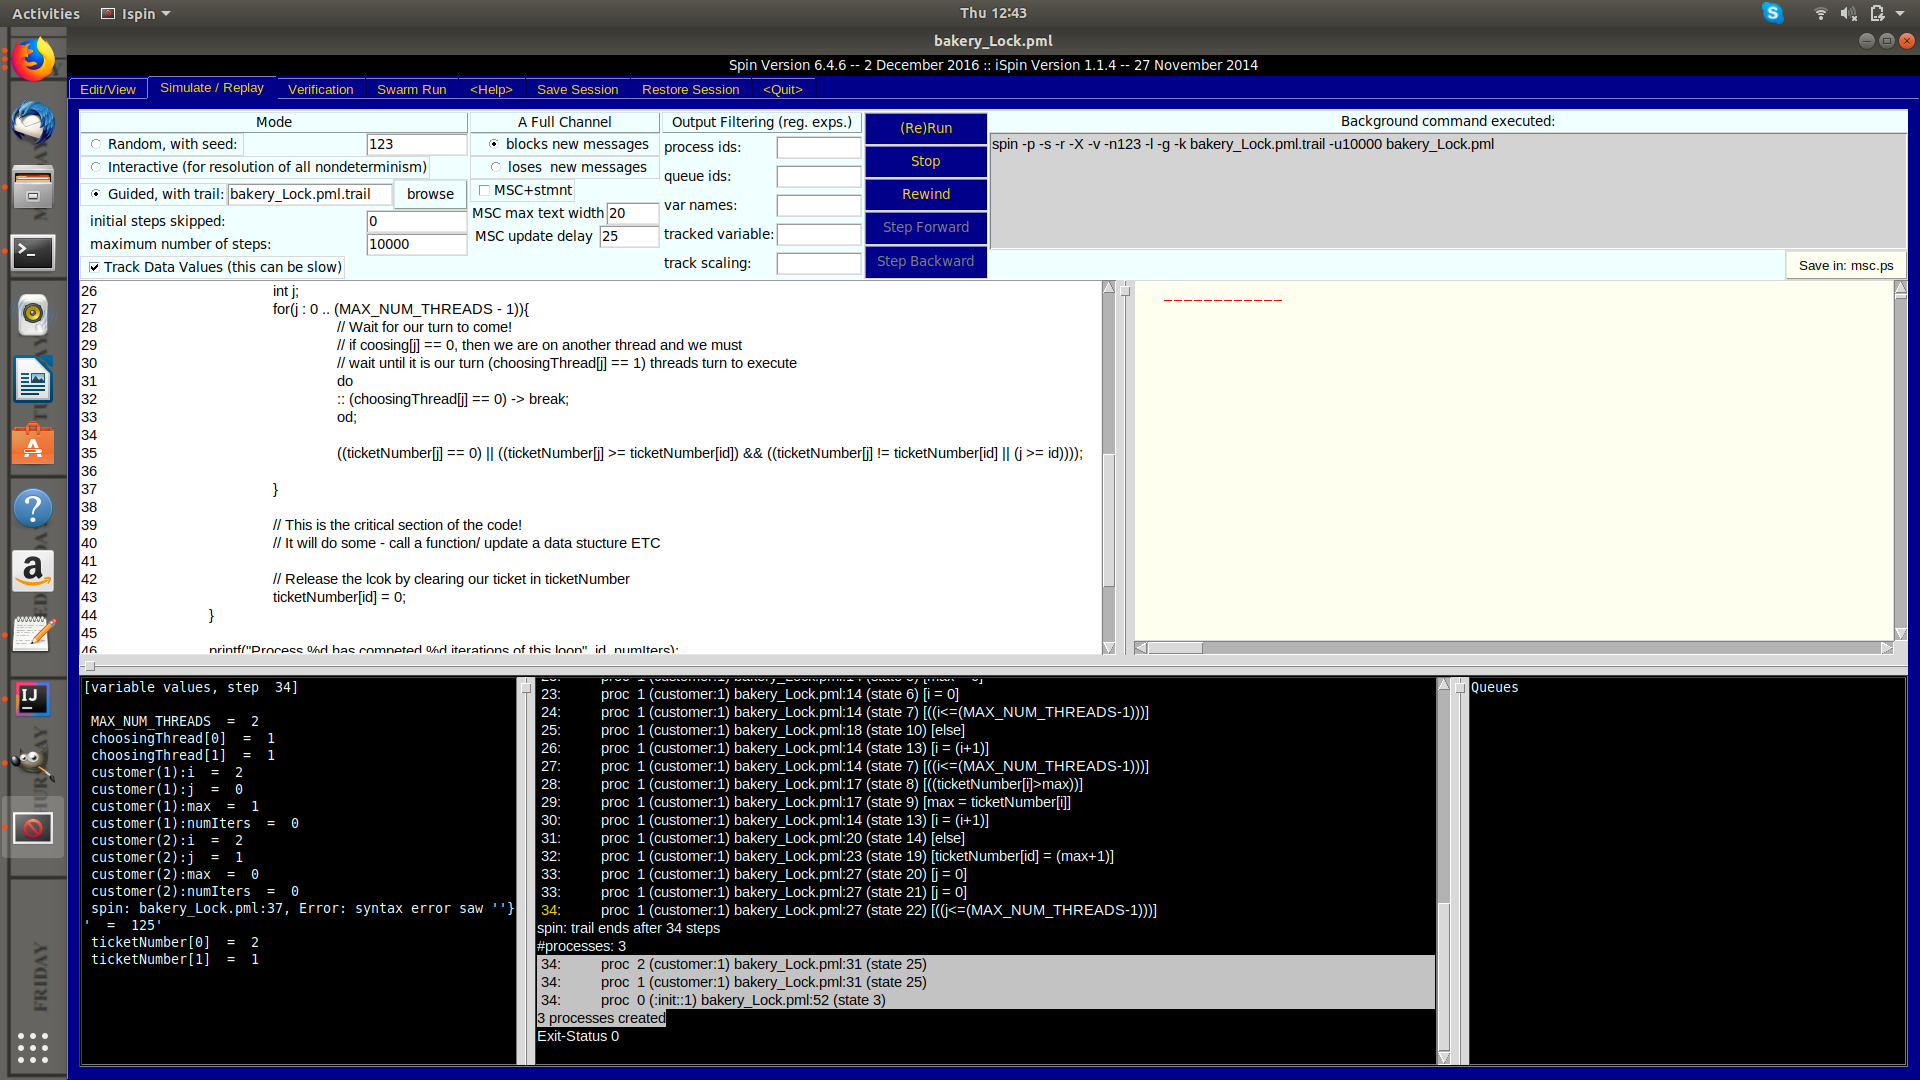 Activities
Ispin
Thu 12:43
bakery_Lock.pml
Spin Version 6.4.6 -- 2 December 2016 :: iSpin Version 1.1.4 -- 27 November 2014
Edit/View
Simulate / Replay
Verification
Swarm Run
<Help>
Save Session
Restore Session
<Quit>
Mode
Random, with seed: 123
Interactive (for resolution of all nondeterminism)
Guided, with trail: bakery_Lock.pml.trail browse
initial steps skipped: 0
maximum number of steps: 10000
Track Data Values (this can be slow)
A Full Channel
blocks new messages
loses new messages
MSC+stmnt
MSC max text width 20
MSC update delay 25
Output Filtering (reg. exps.)
process ids:
queue ids:
var names:
tracked variable:
track scaling:
(Re)Run
Stop
Rewind
Step Forward
Step Backward
Background command executed:
spin -p -s -r -X -v -n123 -l -g -k bakery_Lock.pml.trail -u10000 bakery_Lock.pml
Save in: msc.ps
26 int j;
27 for(j : 0 .. (MAX_NUM_THREADS - 1)){
28 // Wait for our turn to come!
29 // if coosing[j] == 0, then we are on another thread and we must
30 // wait until it is our turn (choosingThread[j] == 1) threads turn to execute
31 do
32 :: (choosingThread[j] == 0) -> break;
33 od;
34
35 ((ticketNumber[j] == 0) || ((ticketNumber[j] >= ticketNumber[id]) && ((ticketNumber[j] != ticketNumber[id] || (j >= id))));
36
37 }
38
39 // This is the critical section of the code!
40 // It will do some - call a function/ update a data stucture ETC
41
42 // Release the lcok by clearing our ticket in ticketNumber
43 ticketNumber[id] = 0;
44 }
45
46 printf("Process %d has competed %d iterations of this loop", id, numIters);
[variable values, step 34]
MAX_NUM_THREADS = 2
choosingThread[0] = 1
choosingThread[1] = 1
customer(1):i = 2
customer(1):j = 0
customer(1):max = 1
customer(1):numIters = 0
customer(2):i = 2
customer(2):j = 1
customer(2):max = 0
customer(2):numIters = 0
spin: bakery_Lock.pml:37, Error: syntax error saw ''}
' = 125'
ticketNumber[0] = 2
ticketNumber[1] = 1
23: proc 1 (customer:1) bakery_Lock.pml:14 (state 6) [i = 0]
24: proc 1 (customer:1) bakery_Lock.pml:14 (state 7) [((i<=(MAX_NUM_THREADS-1)))]
25: proc 1 (customer:1) bakery_Lock.pml:18 (state 10) [else]
26: proc 1 (customer:1) bakery_Lock.pml:14 (state 13) [i = (i+1)]
27: proc 1 (customer:1) bakery_Lock.pml:14 (state 7) [((i<=(MAX_NUM_THREADS-1)))]
28: proc 1 (customer:1) bakery_Lock.pml:17 (state 8) [((ticketNumber[i]>max))]
29: proc 1 (customer:1) bakery_Lock.pml:17 (state 9) [max = ticketNumber[i]]
30: proc 1 (customer:1) bakery_Lock.pml:14 (state 13) [i = (i+1)]
31: proc 1 (customer:1) bakery_Lock.pml:20 (state 14) [else]
32: proc 1 (customer:1) bakery_Lock.pml:23 (state 19) [ticketNumber[id] = (max+1)]
33: proc 1 (customer:1) bakery_Lock.pml:27 (state 20) [j = 0]
33: proc 1 (customer:1) bakery_Lock.pml:27 (state 21) [j = 0]
34: proc 1 (customer:1) bakery_Lock.pml:27 (state 22) [((j<=(MAX_NUM_THREADS-1)))]
spin: trail ends after 34 steps
#processes: 3
34: proc 2 (customer:1) bakery_Lock.pml:31 (state 25)
34: proc 1 (customer:1) bakery_Lock.pml:31 (state 25)
34: proc 0 (:init::1) bakery_Lock.pml:52 (state 3)
3 processes created
Exit-Status 0
Queues
FRIDAY